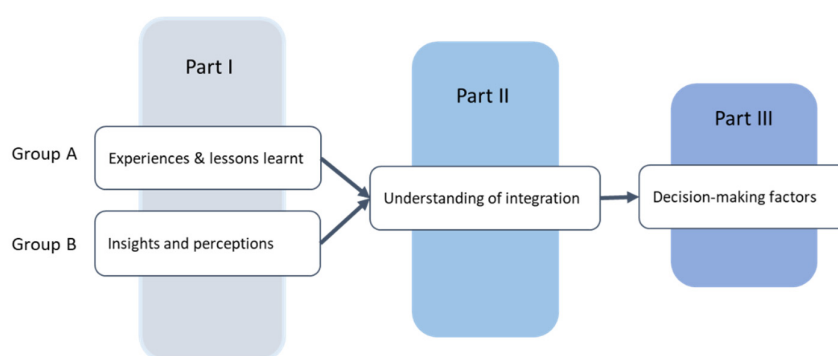 Part I
Part II
Part III
Group A
Experiences & lessons learnt
Understanding of integration
Decision-making factors
Group B
Insights and perceptions